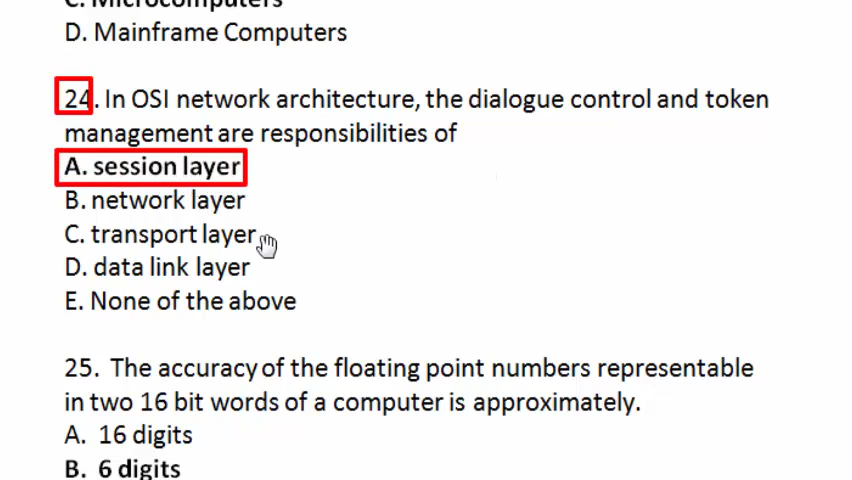 C. Microcomputers
D. Mainframe Computers
24. In OSI network architecture, the dialogue control and token
management are responsibilities of
A. session layer
B. network layer
C. transport layer
D. data link layer
E. None of the above
25. The accuracy of the floating point numbers representable
in two 16 bit words of a computer is approximately.
A. 16 digits
B. 6 digits